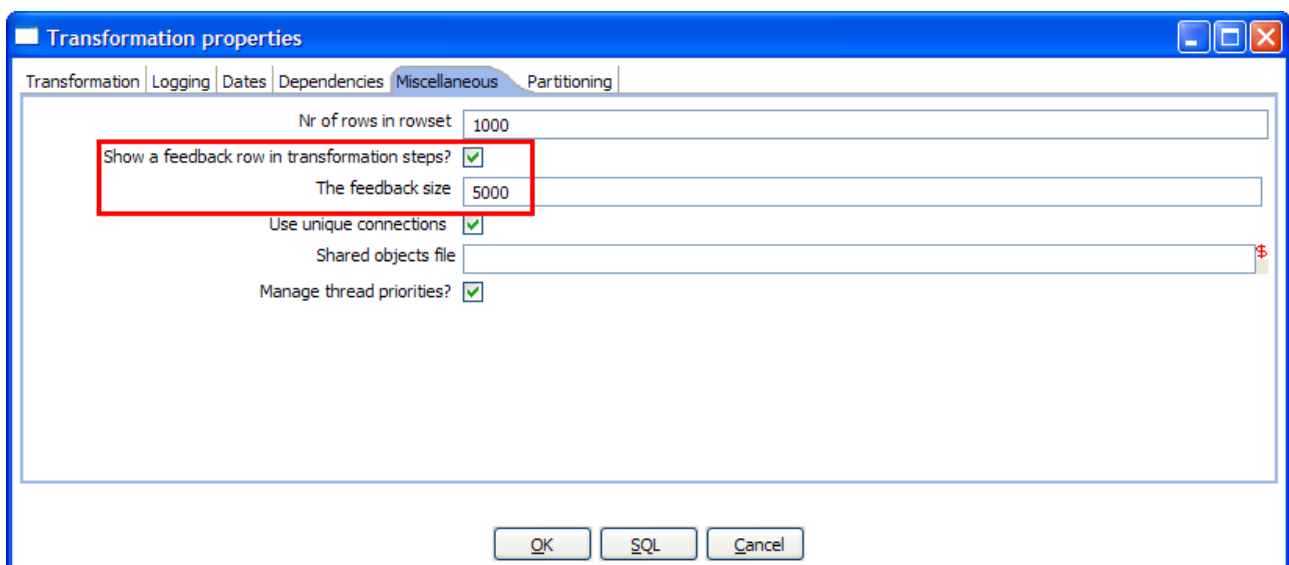 Transformation properties
Transformation Logging Dates Dependencies Miscellaneous Partitioning
Nr of rows in rowset 1000
Show a feedback row in transformation steps?
The feedback size 5000
Use unique connections
Shared objects file $
Manage thread priorities?
OK SQL Cancel